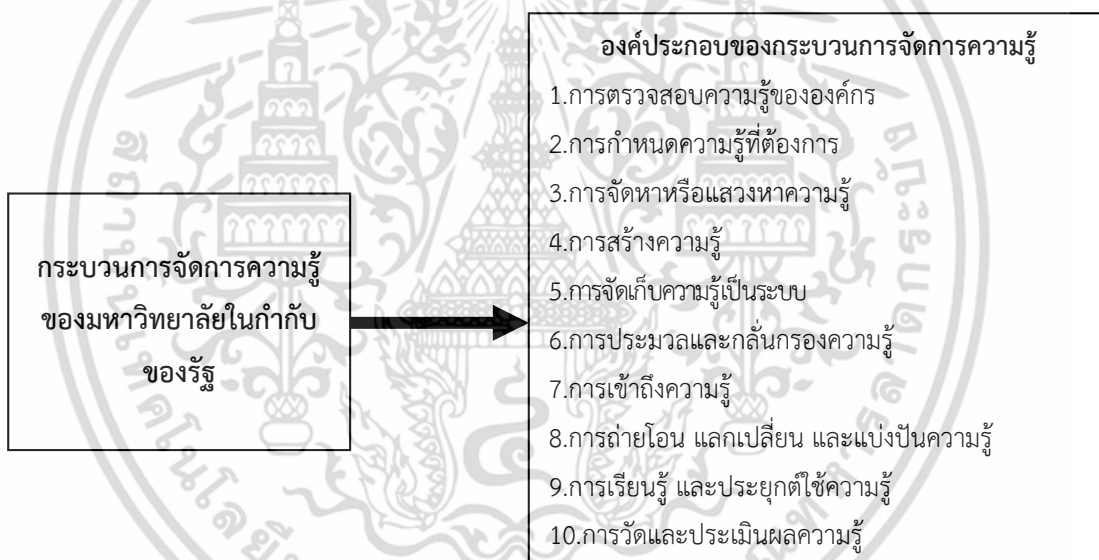 องค์ประกอบของกระบวนการจัดการความรู้
1.การตรวจสอบความรู้ขององค์กร
2.การกำหนดความรู้ที่ต้องการ
3.การจัดหาหรือแสวงหาความรู้
4.การสร้างความรู้
5.การจัดเก็บความรู้เป็นระบบ
6.การประมวลและกลั่นกรองความรู้
7.การเข้าถึงความรู้
8.การถ่ายโอน แลกเปลี่ยน และแบ่งปันความรู้
9.การเรียนรู้ และประยุกต์ใช้ความรู้
10.การวัดและประเมินผลความรู้
กระบวนการจัดการความรู้
ของมหาวิทยาลัยในกำกับ
ของรัฐ